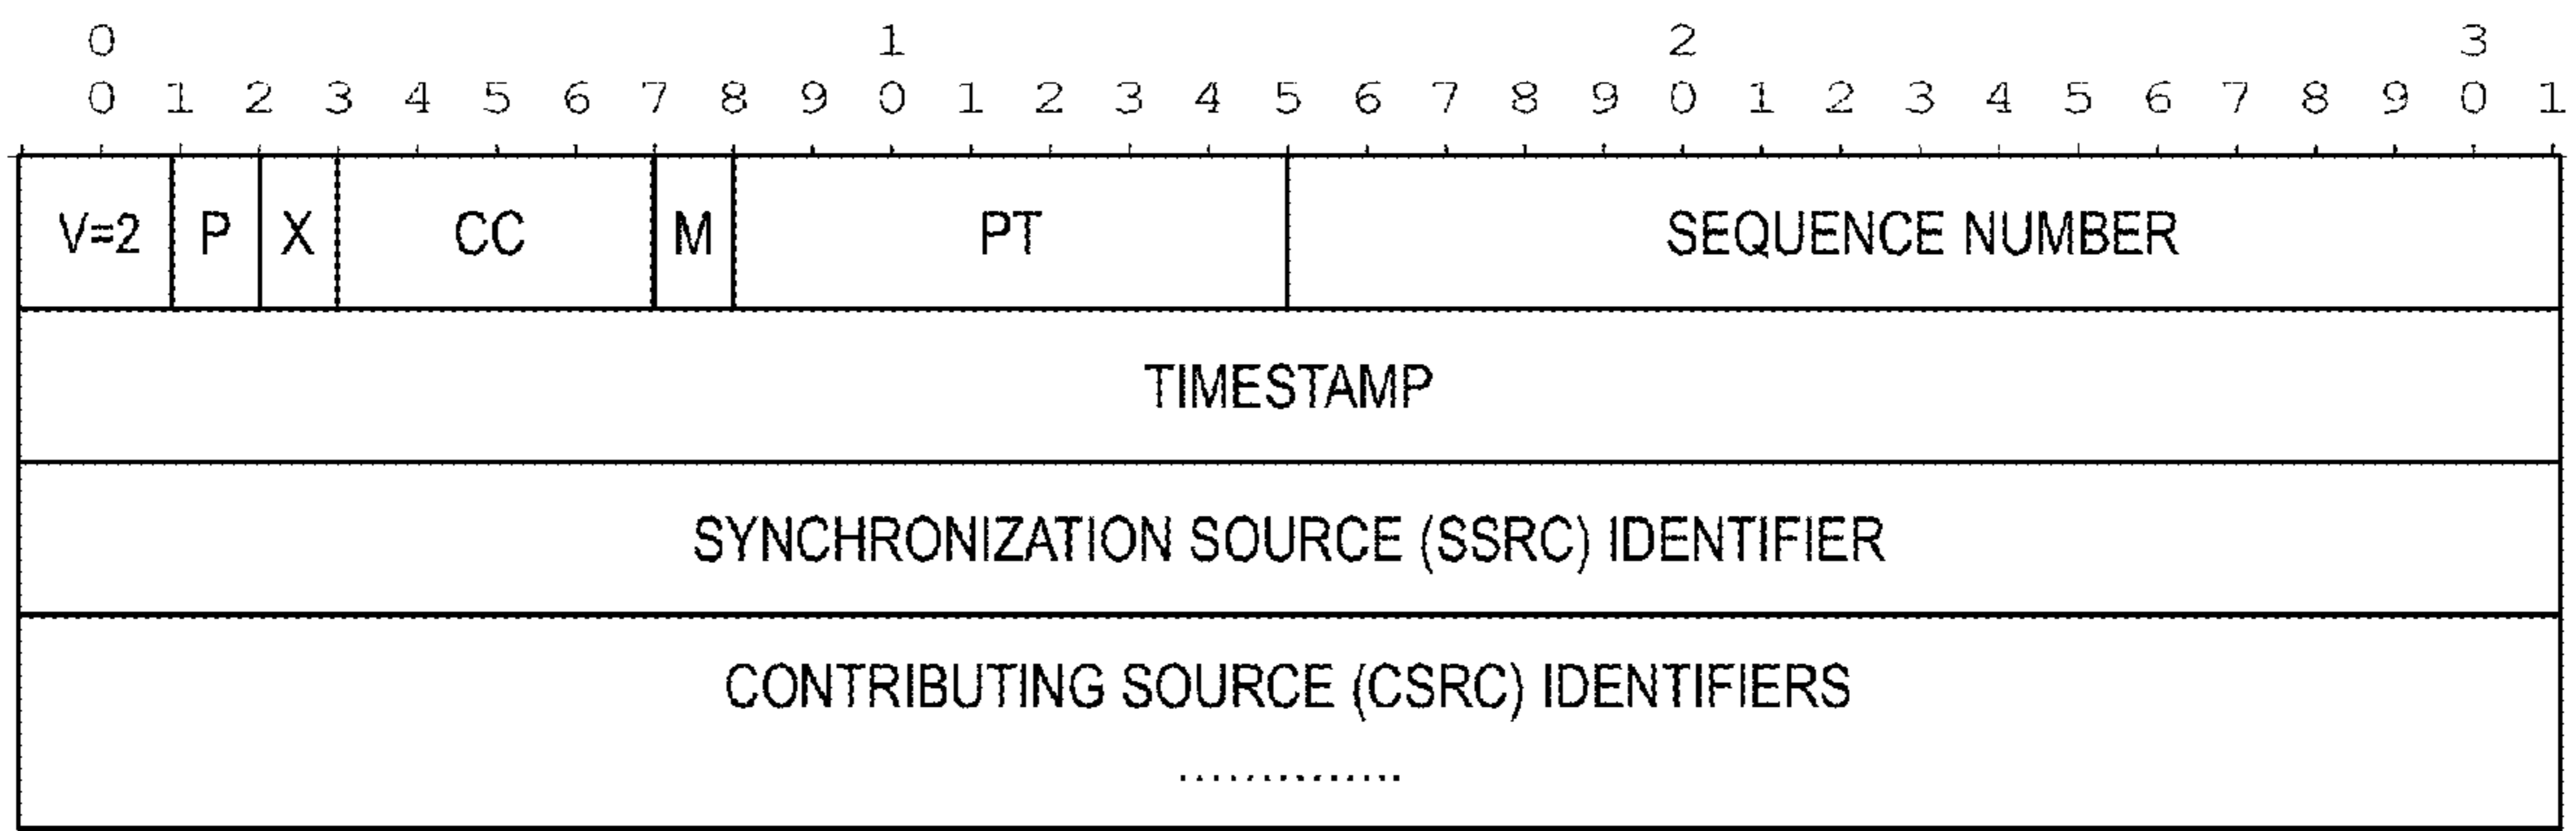 0 1 2 3
0 1 2 3 4 5 6 7 8 9 0 1 2 3 4 5 6 7 8 9 0 1 2 3 4 5 6 7 8 9 0 1
V=2 P X CC M PT SEQUENCE NUMBER
TIMESTAMP
SYNCHRONIZATION SOURCE (SSRC) IDENTIFIER
CONTRIBUTING SOURCE (CSRC) IDENTIFIERS
..............